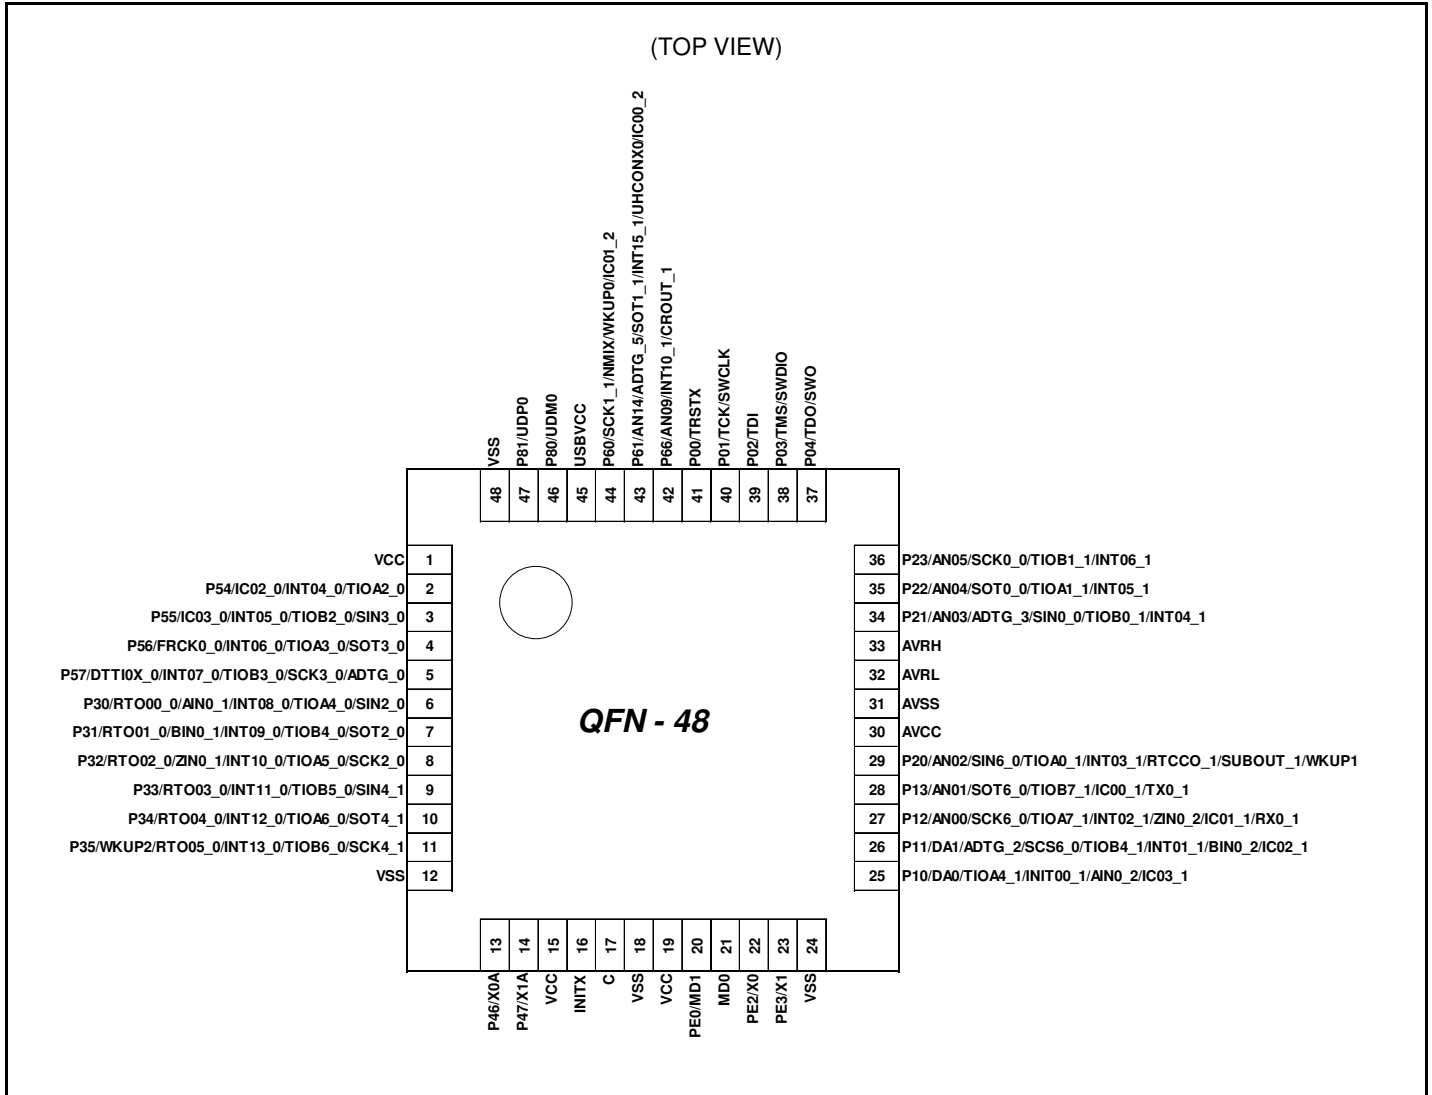 (TOP VIEW)
VSS
P81/UDP0
P80/UDM0
USBVCC
P60/SCK1_1/NMIX/WKUP0/IC01_2
P61/AN14/ADTG_5/SOT1_1/INT15_1/UHCONX0/IC00_2
P66/AN09/INT10_1/CROUT_1
P00/TRSTX
P01/TCK/SWCLK
P02/TDI
P03/TMS/SWDIO
P04/TDO/SWO
48 47 46 45 44 43 42 41 40 39 38 37
VCC 1
P54/IC02_0/INT04_0/TIOA2_0 2
P55/IC03_0/INT05_0/TIOB2_0/SIN3_0 3
P56/FRCK0_0/INT06_0/TIOA3_0/SOT3_0 4
P57/DTTI0X_0/INT07_0/TIOB3_0/SCK3_0/ADTG_0 5
P30/RTO00_0/AIN0_1/INT08_0/TIOA4_0/SIN2_0 6
P31/RTO01_0/BIN0_1/INT09_0/TIOB4_0/SOT2_0 7
P32/RTO02_0/ZIN0_1/INT10_0/TIOA5_0/SCK2_0 8
P33/RTO03_0/INT11_0/TIOB5_0/SIN4_1 9
P34/RTO04_0/INT12_0/TIOA6_0/SOT4_1 10
P35/WKUP2/RTO05_0/INT13_0/TIOB6_0/SCK4_1 11
VSS 12
QFN - 48
36 P23/AN05/SCK0_0/TIOB1_1/INT06_1
35 P22/AN04/SOT0_0/TIOA1_1/INT05_1
34 P21/AN03/ADTG_3/SIN0_0/TIOB0_1/INT04_1
33 AVRH
32 AVRL
31 AVSS
30 AVCC
29 P20/AN02/SIN6_0/TIOA0_1/INT03_1/RTCCO_1/SUBOUT_1/WKUP1
28 P13/AN01/SOT6_0/TIOB7_1/IC00_1/TX0_1
27 P12/AN00/SCK6_0/TIOA7_1/INT02_1/ZIN0_2/IC01_1/RX0_1
26 P11/DA1/ADTG_2/SCS6_0/TIOB4_1/INT01_1/BIN0_2/IC02_1
25 P10/DA0/TIOA4_1/INIT00_1/AIN0_2/IC03_1
13 14 15 16 17 18 19 20 21 22 23 24
P46/X0A
P47/X1A
VCC
INITX
C
VSS
VCC
PE0/MD1
MD0
PE2/X0
PE3/X1
VSS